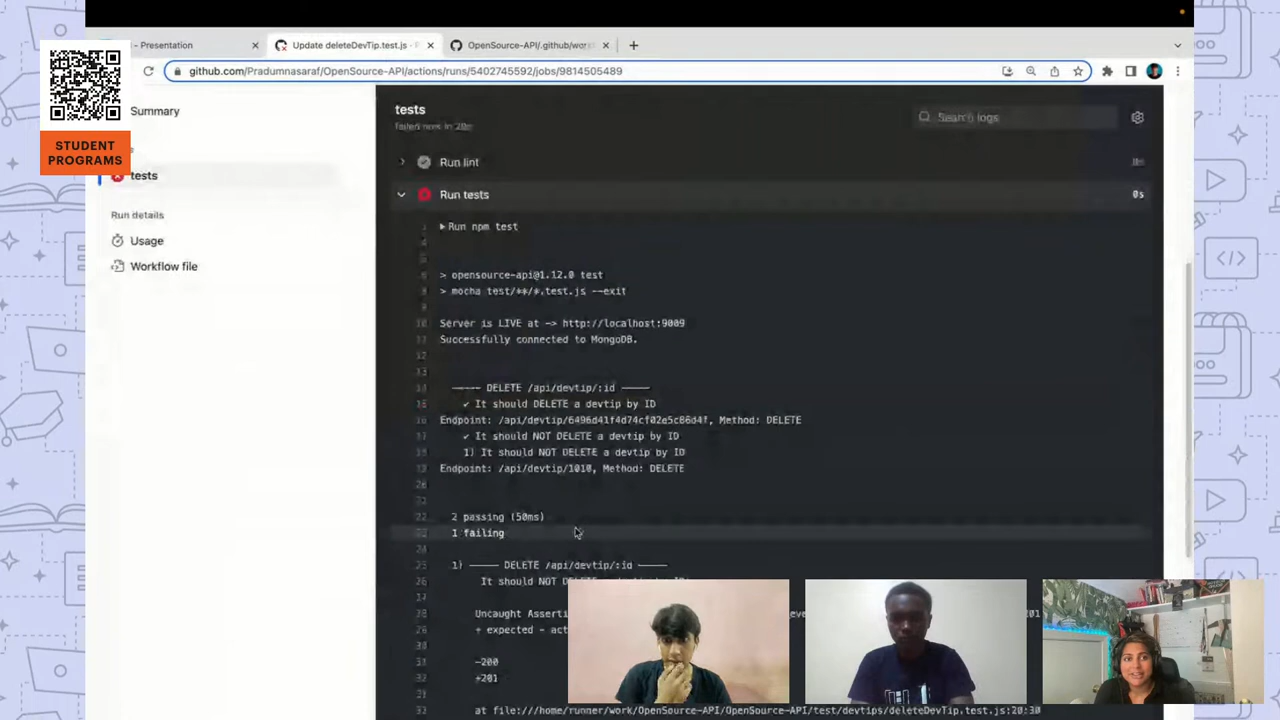 - Presentation
Update deleteDevTip.test.js ·
OpenSource-API/.github/work
github.com/Pradumnasaraf/OpenSource-API/actions/runs/5402745592/jobs/9814505489
STUDENT
PROGRAMS
Summary
tests
Run details
Usage
Workflow file
tests
failed now in 28s
Search logs
Run lint
Run tests
0s
Run npm test
> opensource-api@1.12.0 test
> mocha test/**/*.test.js --exit
Server is LIVE at -> http://localhost:9009
Successfully connected to MongoDB.
—— DELETE /api/devtip/:id ——
✓ It should DELETE a devtip by ID
Endpoint: /api/devtip/6496d41f4d74cf02e5c86d4f, Method: DELETE
✓ It should NOT DELETE a devtip by ID
1) It should NOT DELETE a devtip by ID
Endpoint: /api/devtip/1010, Method: DELETE
2 passing (50ms)
1 failing
1) —— DELETE /api/devtip/:id ——
It should NOT
Uncaught Asserti
+ expected - act
-200
+201
at file:///home/runner/work/OpenSource-API/OpenSource-API/test/devtips/deleteDevTip.test.js:20:30